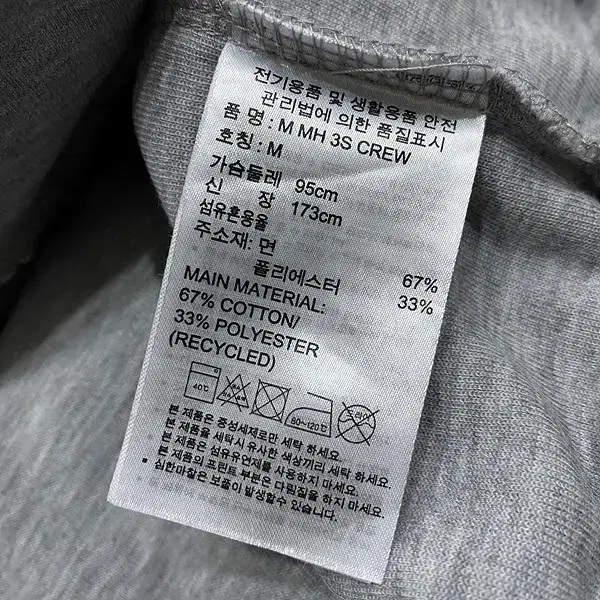 전기용품 및 생활용품 안전
관리법에 의한 품질표시
품 명 : M MH 3S CREW
호칭 : M
가슴둘레 95cm
신 장 173cm
섬유혼용율
주소재: 면 67%
폴리에스터 33%
MAIN MATERIAL:
67% COTTON/
33% POLYESTER
(RECYCLED)
40℃ 80~120℃ 드라이
본 제품은 중성세제로만 세탁 하세요.
본 제품을 세탁시 유사한 색상끼리 세탁 하세요.
본 제품은 섬유유연제를 사용하지 마세요.
본 제품의 프린트 부분은 다림질을 하지 마세요.
• 심한마찰은 보풀이 발생할수 있습니다.